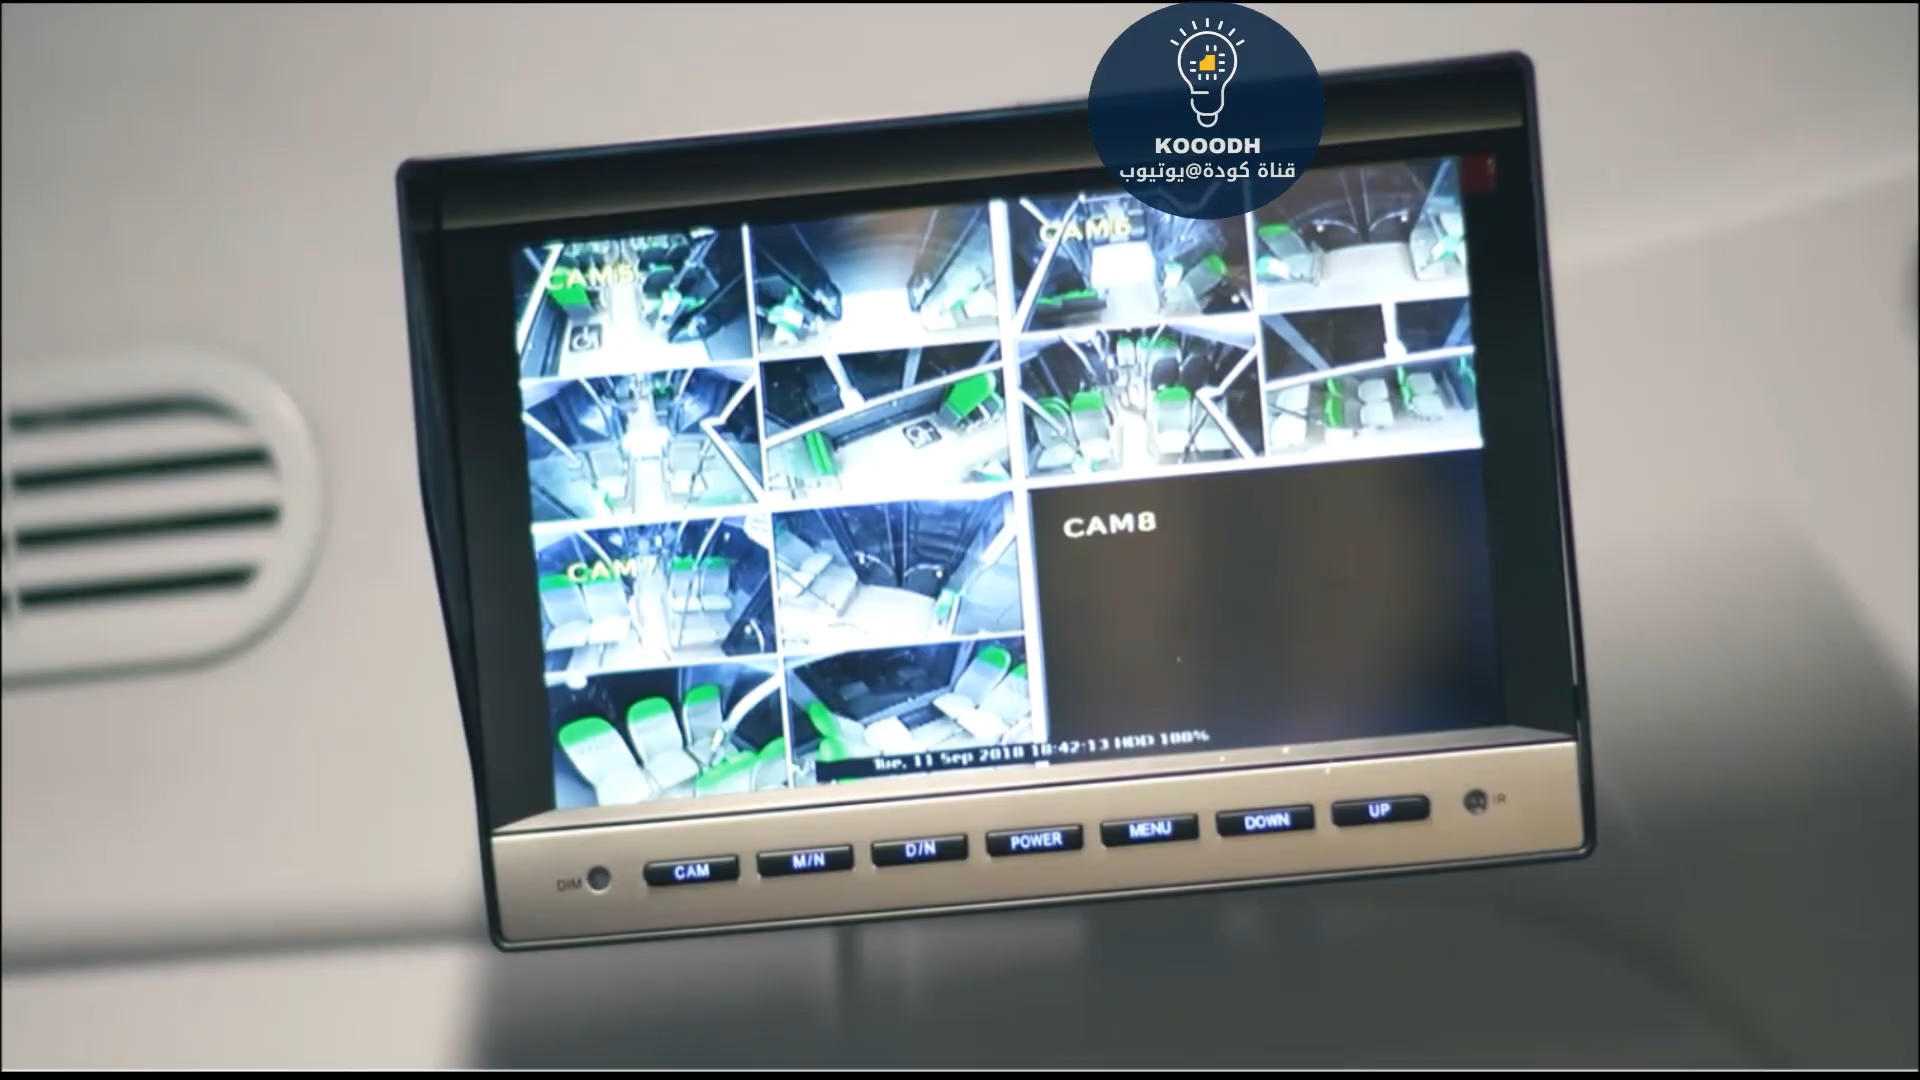 KOOODH
قناة كودة@يوتيوب
CAM5
CAM6
CAM7
CAM8
Tue, 11 Sep 2018 18:42:13 HDD 100%
DIM
CAM
M/N
D/N
POWER
MENU
DOWN
UP
IR